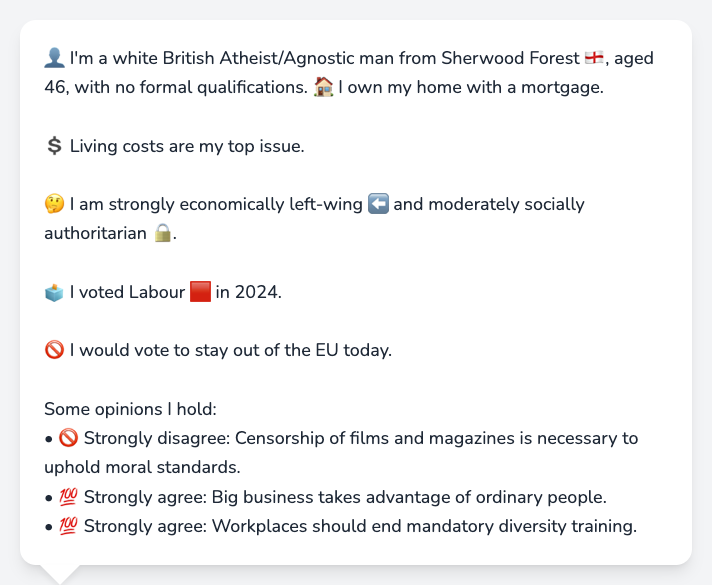 👤 I'm a white British Atheist/Agnostic man from Sherwood Forest 🏴󠁧󠁢󠁥󠁮󠁧󠁿, aged
46, with no formal qualifications. 🏠 I own my home with a mortgage.
💲 Living costs are my top issue.
🤔 I am strongly economically left-wing ⬅️ and moderately socially
authoritarian 🔒.
🗳️ I voted Labour 🟥 in 2024.
🚫 I would vote to stay out of the EU today.
Some opinions I hold:
• 🚫 Strongly disagree: Censorship of films and magazines is necessary to
uphold moral standards.
• 💯 Strongly agree: Big business takes advantage of ordinary people.
• 💯 Strongly agree: Workplaces should end mandatory diversity training.